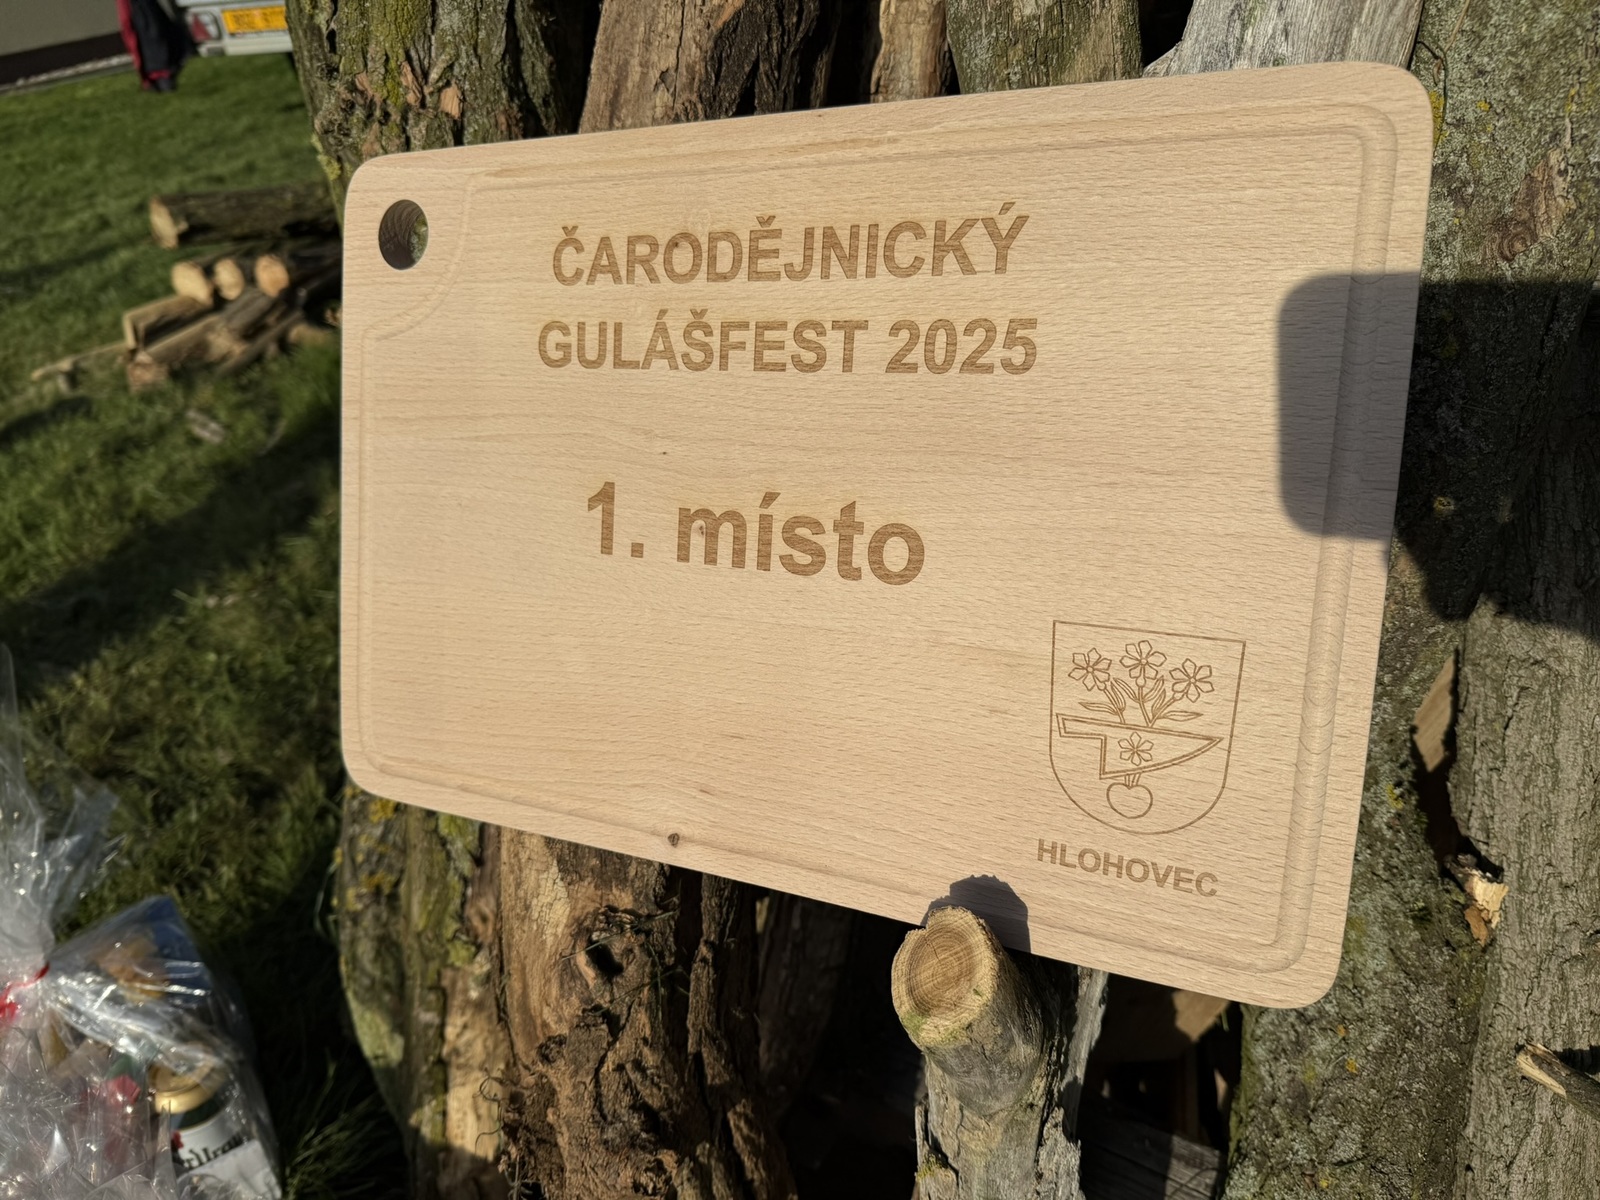 ČARODĚJNICKÝ
GULÁŠFEST 2025
1. místo
HLOHOVEC